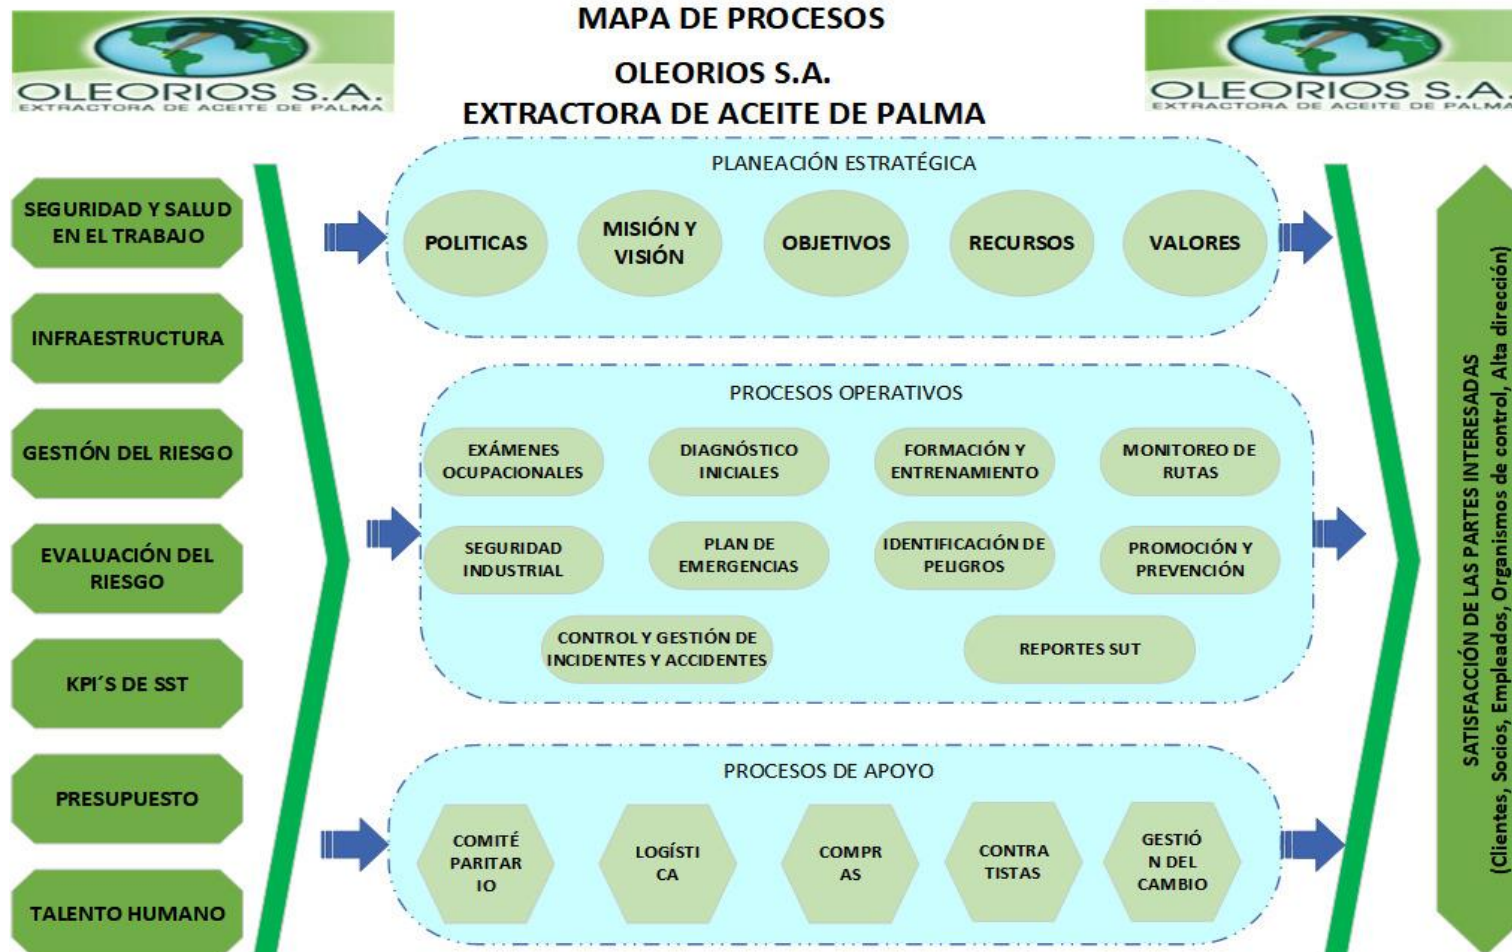 OLEORIOS S.A.
EXTRACTORA DE ACEITE DE PALMA
MAPA DE PROCESOS
OLEORIOS S.A.
EXTRACTORA DE ACEITE DE PALMA
OLEORIOS S.A.
EXTRACTORA DE ACEITE DE PALMA
SEGURIDAD Y SALUD
EN EL TRABAJO
INFRAESTRUCTURA
GESTIÓN DEL RIESGO
EVALUACIÓN DEL
RIESGO
KPI´S DE SST
PRESUPUESTO
TALENTO HUMANO
PLANEACIÓN ESTRATÉGICA
POLITICAS
MISIÓN Y
VISIÓN
OBJETIVOS
RECURSOS
VALORES
PROCESOS OPERATIVOS
EXÁMENES
OCUPACIONALES
DIAGNÓSTICO
INICIALES
FORMACIÓN Y
ENTRENAMIENTO
MONITOREO DE
RUTAS
SEGURIDAD
INDUSTRIAL
PLAN DE
EMERGENCIAS
IDENTIFICACIÓN DE
PELIGROS
PROMOCIÓN Y
PREVENCIÓN
CONTROL Y GESTIÓN DE
INCIDENTES Y ACCIDENTES
REPORTES SUT
PROCESOS DE APOYO
COMITÉ
PARITAR
IO
LOGÍSTI
CA
COMPR
AS
CONTRA
TISTAS
GESTIÓ
N DEL
CAMBIO
SATISFACCIÓN DE LAS PARTES INTERESADAS
(Clientes, Socios, Empleados, Organismos de control, Alta dirección)